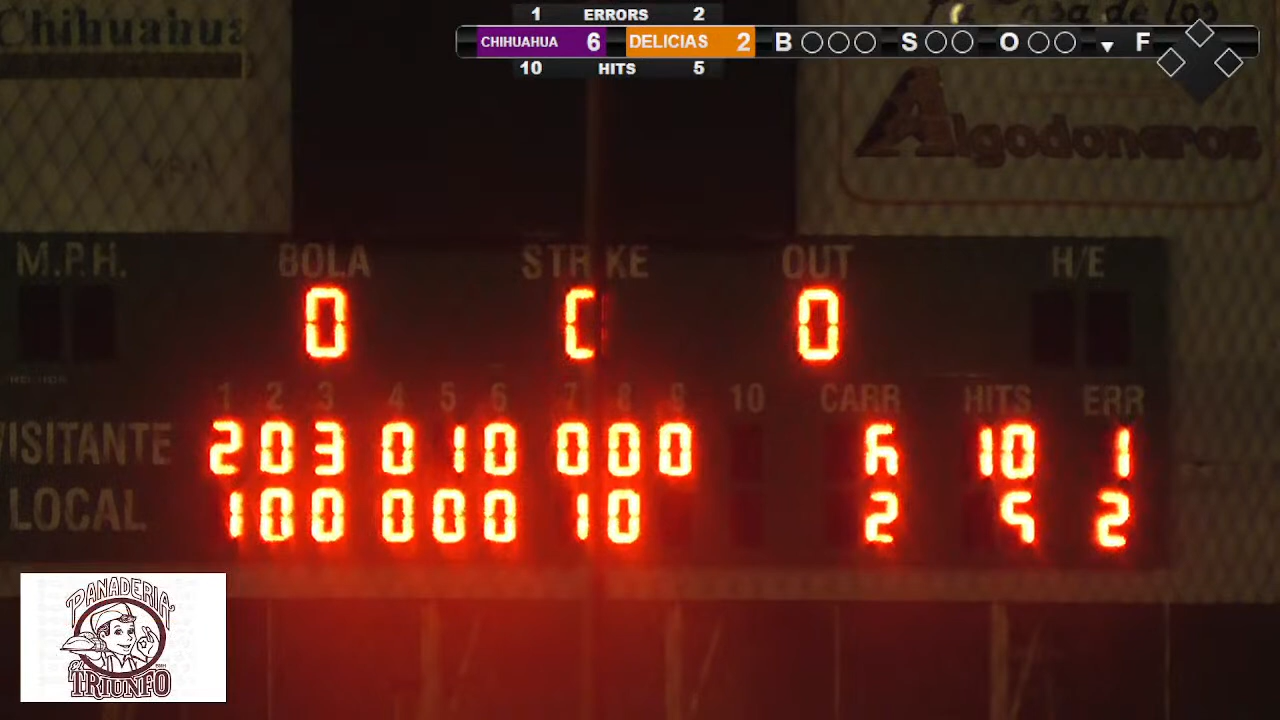 1 ERRORS 2
CHIHUAHUA 6 DELICIAS 2 B S O F
10 HITS 5
Chihuahua
La Casa de los
Algodoneros
M.P.H. BOLA STRIKE OUT H/E
0 0 0
1 2 3 4 5 6 7 8 9 10 CARR HITS ERR
VISITANTE 2 0 3 0 1 0 0 0 0 6 10 1
LOCAL 1 0 0 0 0 0 1 0 2 5 2
PANADERIA
El
TRIUNFO